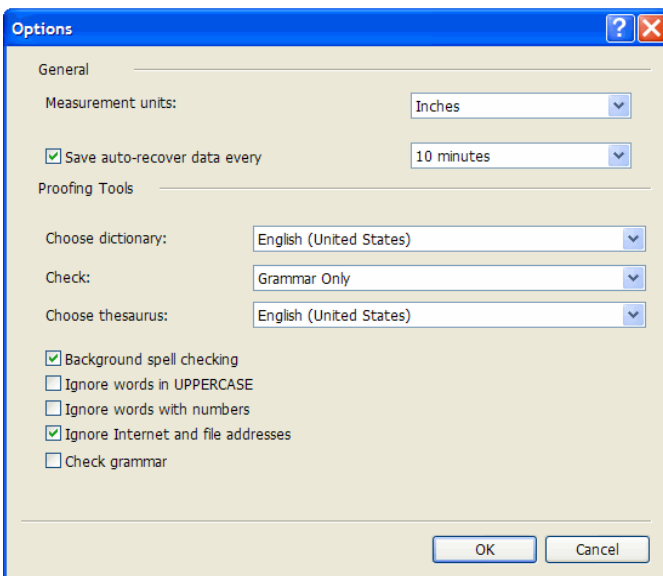 Options
General
Measurement units: Inches
Save auto-recover data every 10 minutes
Proofing Tools
Choose dictionary: English (United States)
Check: Grammar Only
Choose thesaurus: English (United States)
Background spell checking
Ignore words in UPPERCASE
Ignore words with numbers
Ignore Internet and file addresses
Check grammar
OK Cancel